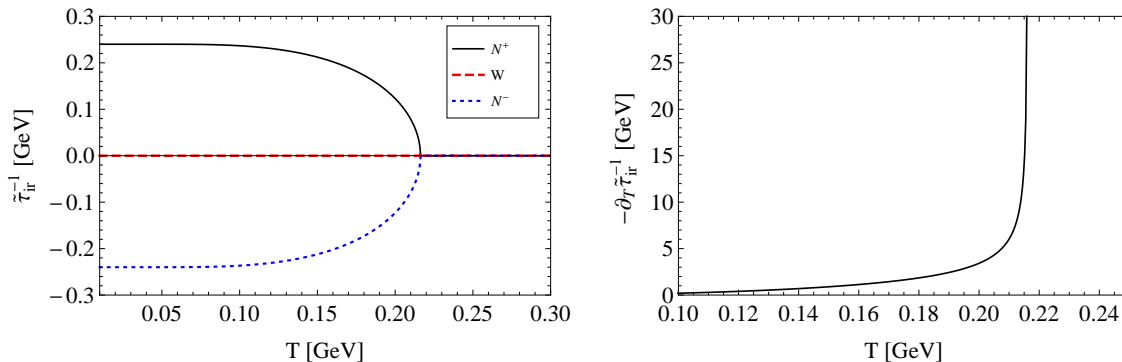 0.3
0.2
0.1
0.0
−0.1
−0.2
−0.3
τ̃ir⁻¹ [GeV]
N⁺
W
N⁻
0.05 0.10 0.15 0.20 0.25 0.30
T [GeV]
30
25
20
15
10
5
0
−∂T τ̃ir⁻¹ [GeV]
0.10 0.12 0.14 0.16 0.18 0.20 0.22 0.24
T [GeV]